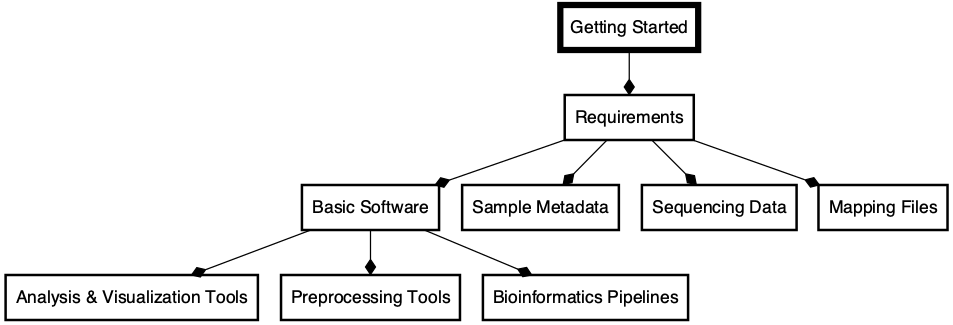 Getting Started
Requirements
Basic Software
Sample Metadata
Sequencing Data
Mapping Files
Analysis & Visualization Tools
Preprocessing Tools
Bioinformatics Pipelines